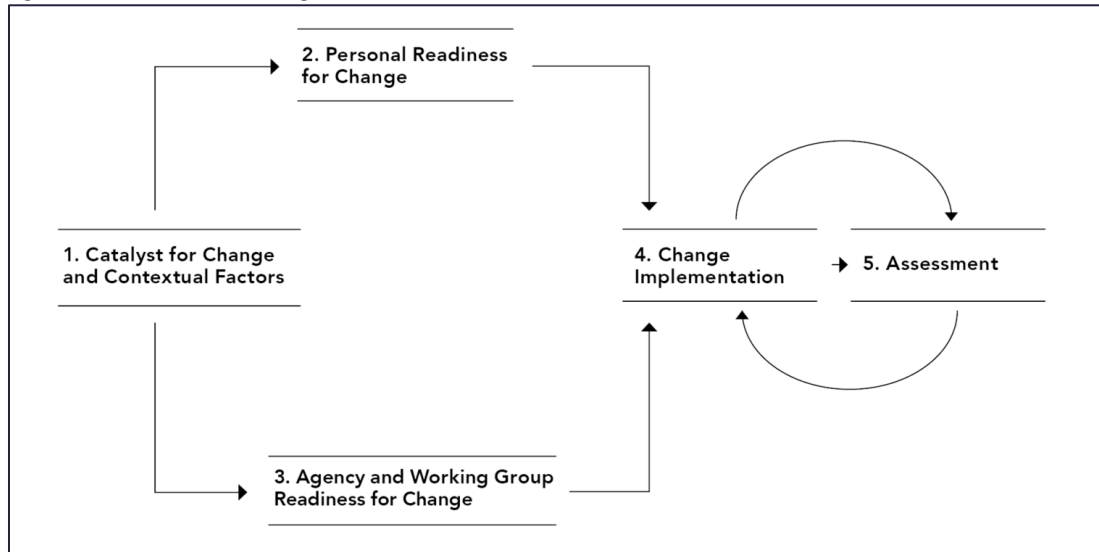 2. Personal Readiness
for Change
1. Catalyst for Change
and Contextual Factors
4. Change
Implementation
5. Assessment
3. Agency and Working Group
Readiness for Change